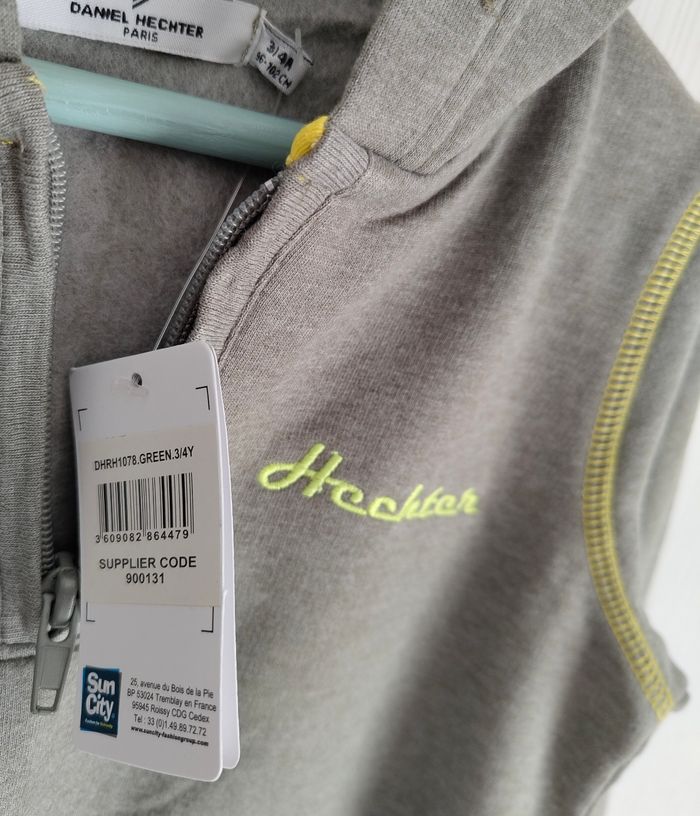 DANIEL HECHTER
PARIS
3/4A
96-102CM
Hechter
DHRH1078.GREEN.3/4Y
3 609082 864479
SUPPLIER CODE
900131
Sun
City
25, avenue du Bois de la Pie
BP 53024 Tremblay en France
95945 Roissy CDG Cedex
Tel : 33 (0)1.49.89.72.72
www.suncity-fashiongroup.com